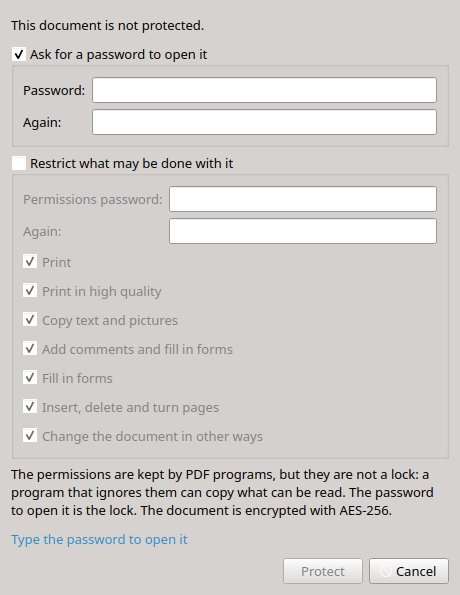 This document is not protected.
Ask for a password to open it
Password:
Again:
Restrict what may be done with it
Permissions password:
Again:
Print
Print in high quality
Copy text and pictures
Add comments and fill in forms
Fill in forms
Insert, delete and turn pages
Change the document in other ways
The permissions are kept by PDF programs, but they are not a lock: a
program that ignores them can copy what can be read. The password
to open it is the lock. The document is encrypted with AES-256.
Type the password to open it
Protect Cancel